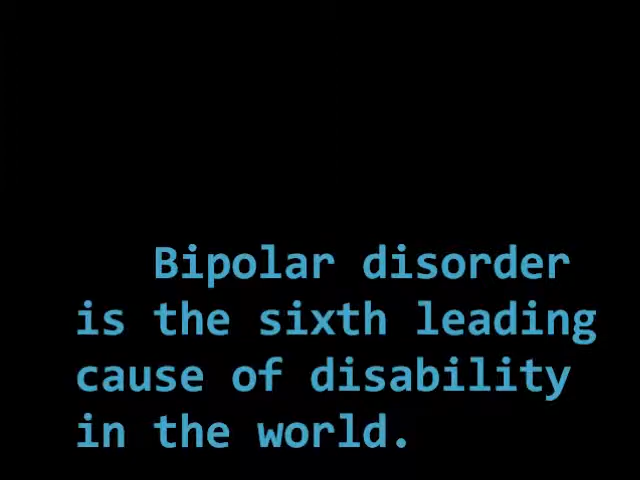 Bipolar disorder
is the sixth leading
cause of disability
in the world.